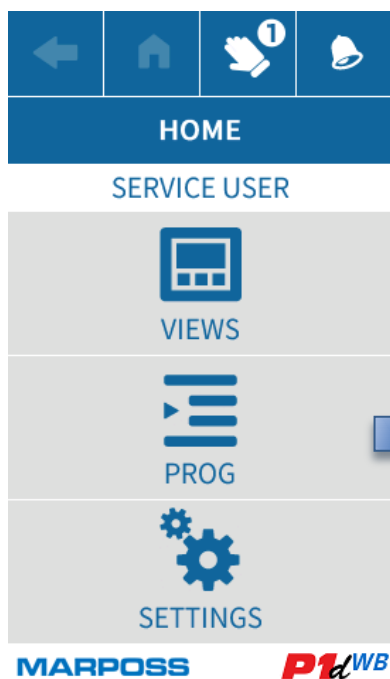 1
HOME
SERVICE USER
VIEWS
PROG
SETTINGS
MARPOSS P1dWB